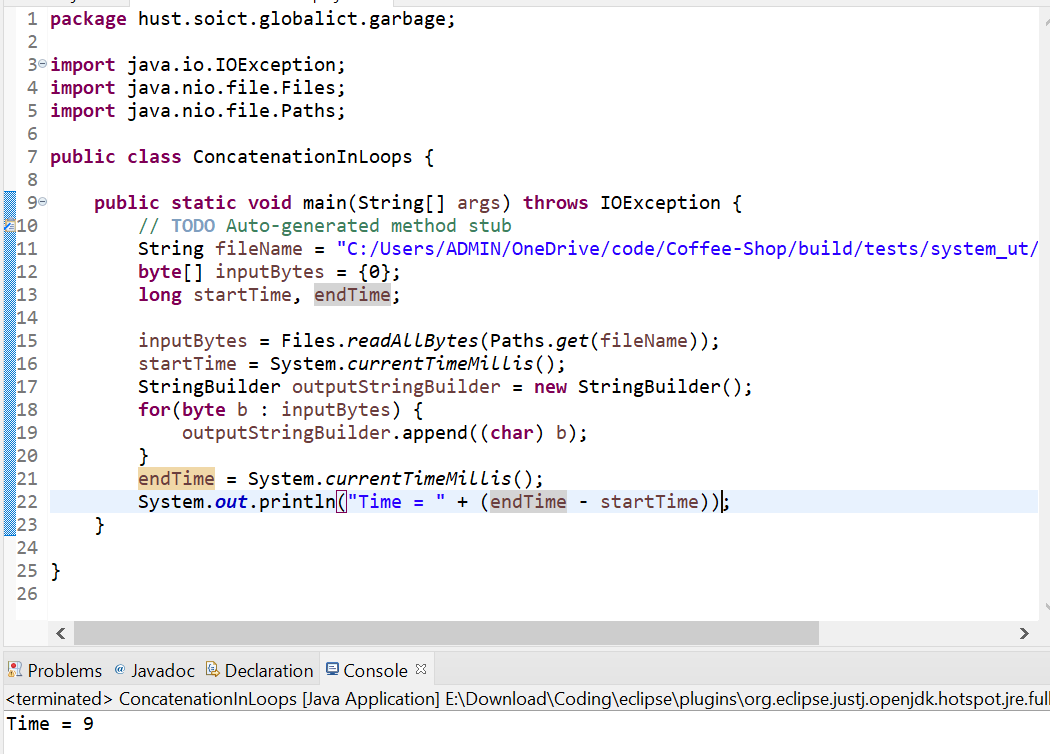 1 package hust.soict.globalict.garbage;
2
3 import java.io.IOException;
4 import java.nio.file.Files;
5 import java.nio.file.Paths;
6
7 public class ConcatenationInLoops {
8
9     public static void main(String[] args) throws IOException {
10         // TODO Auto-generated method stub
11         String fileName = "C:/Users/ADMIN/OneDrive/code/Coffee-Shop/build/tests/system_ut/
12         byte[] inputBytes = {0};
13         long startTime, endTime;
14
15         inputBytes = Files.readAllBytes(Paths.get(fileName));
16         startTime = System.currentTimeMillis();
17         StringBuilder outputStringBuilder = new StringBuilder();
18         for(byte b : inputBytes) {
19             outputStringBuilder.append((char) b);
20         }
21         endTime = System.currentTimeMillis();
22         System.out.println("Time = " + (endTime - startTime));
23     }
24
25 }
26
Problems @ Javadoc Declaration Console
<terminated> ConcatenationInLoops [Java Application] E:\Download\Coding\eclipse\plugins\org.eclipse.justj.openjdk.hotspot.jre.full
Time = 9